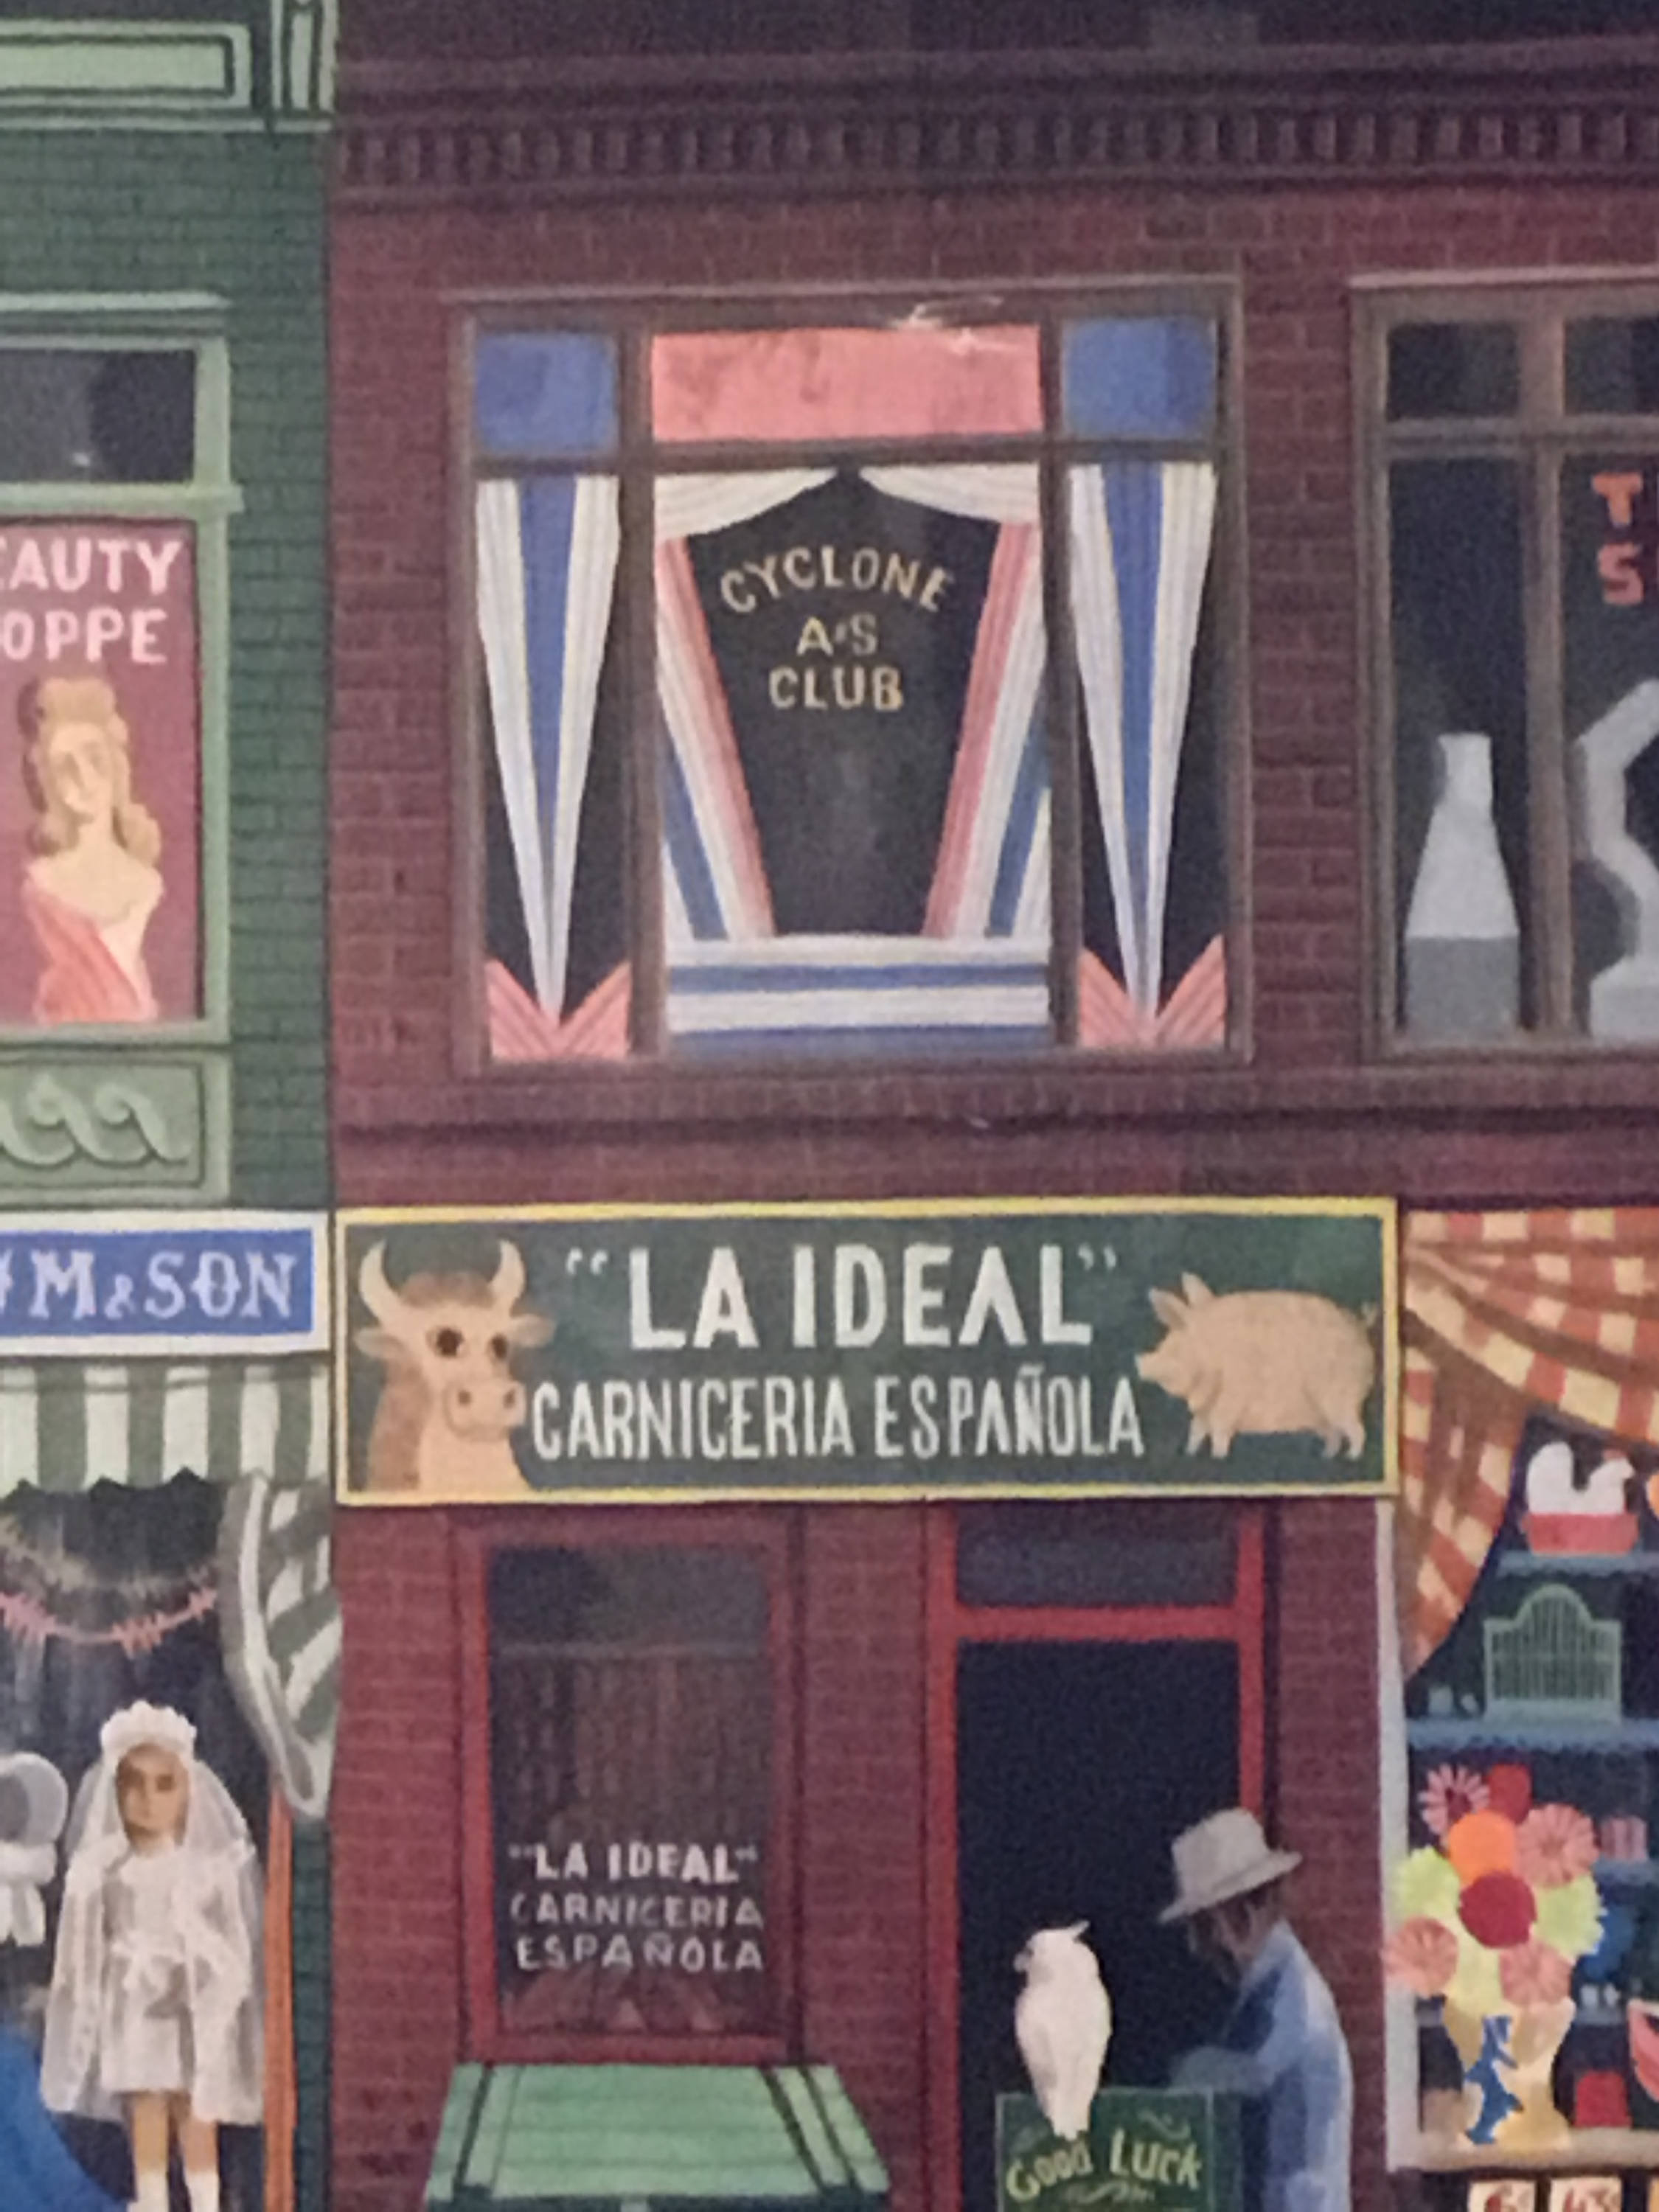 EAUTY
OPPE
CYCLONE
A·S
CLUB
T
S
M & SON
"LA IDEAL"
CARNICERIA ESPAÑOLA
"LA IDEAL"
CARNICERIA
ESPAÑOLA
Good Luck